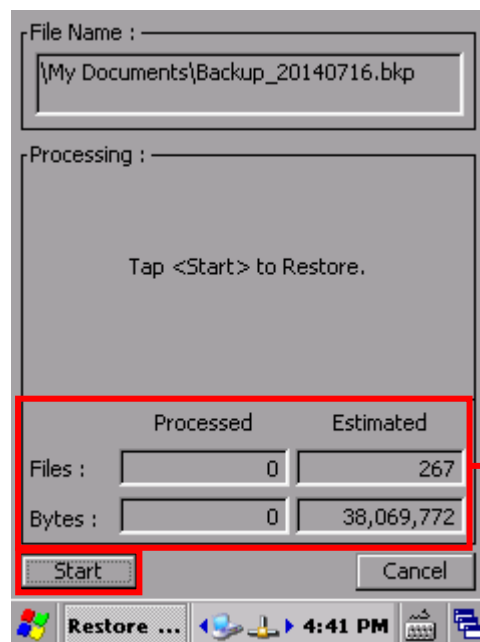 File Name :
\My Documents\Backup_20140716.bkp
Processing :
Tap <Start> to Restore.
Processed Estimated
Files : 0 267
Bytes : 0 38,069,772
Start Cancel
Restore ... 4:41 PM